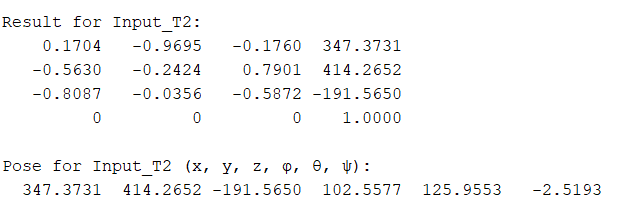 Result for Input_T2:
0.1704 -0.9695 -0.1760 347.3731
-0.5630 -0.2424 0.7901 414.2652
-0.8087 -0.0356 -0.5872 -191.5650
0 0 0 1.0000
Pose for Input_T2 (x, y, z, φ, θ, ψ):
347.3731 414.2652 -191.5650 102.5577 125.9553 -2.5193